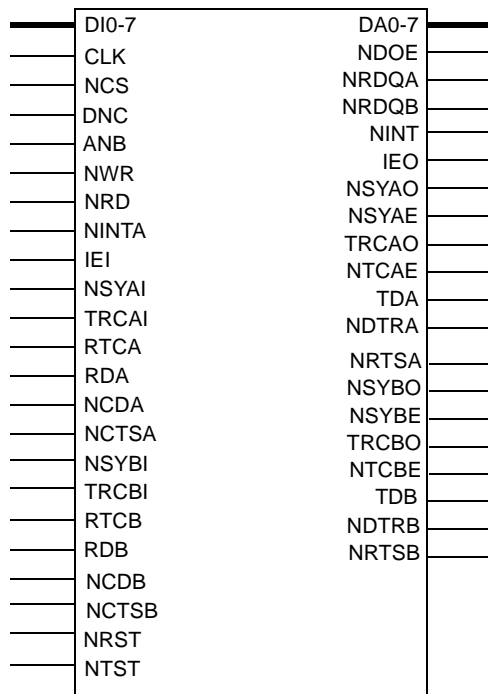 DI0-7
CLK
NCS
DNC
ANB
NWR
NRD
NINTA
IEI
NSYAI
TRCAI
RTCA
RDA
NCDA
NCTSA
NSYBI
TRCBI
RTCB
RDB
NCDB
NCTSB
NRST
NTST
DA0-7
NDOE
NRDQA
NRDQB
NINT
IEO
NSYAO
NSYAE
TRCAO
NTCAE
TDA
NDTRA
NRTSA
NSYBO
NSYBE
TRCBO
NTCBE
TDB
NDTRB
NRTSB